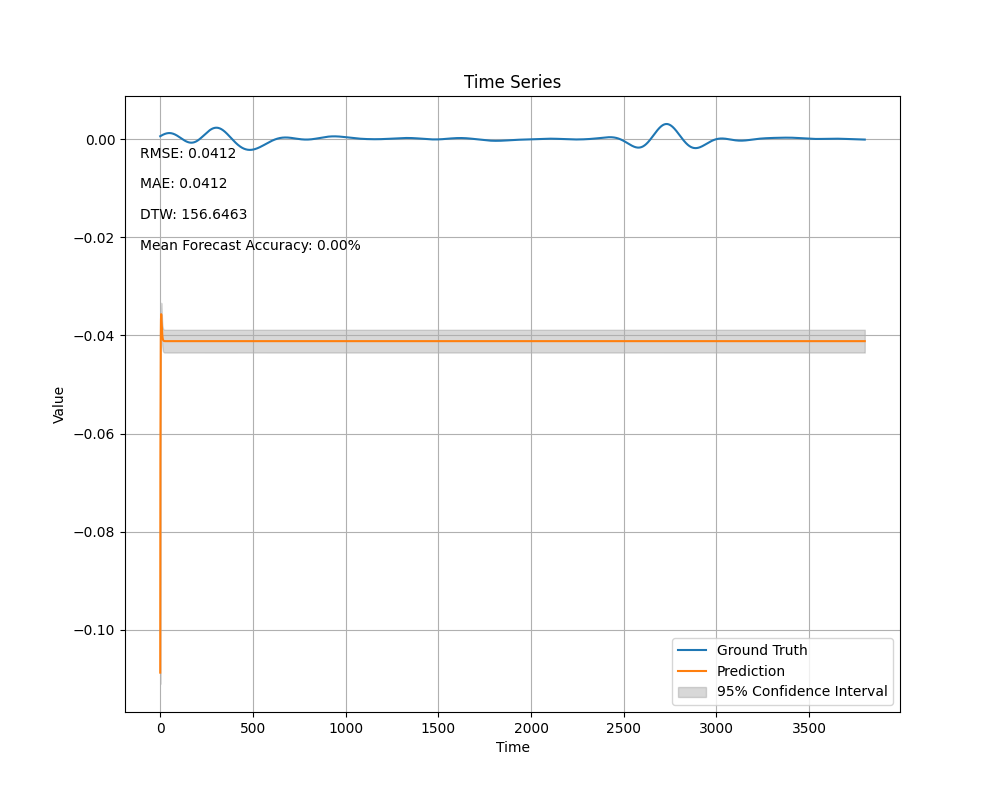 Time Series
0.00
−0.02
−0.04
−0.06
−0.08
−0.10
Value
RMSE: 0.0412
MAE: 0.0412
DTW: 156.6463
Mean Forecast Accuracy: 0.00%
Ground Truth
Prediction
95% Confidence Interval
0 500 1000 1500 2000 2500 3000 3500
Time